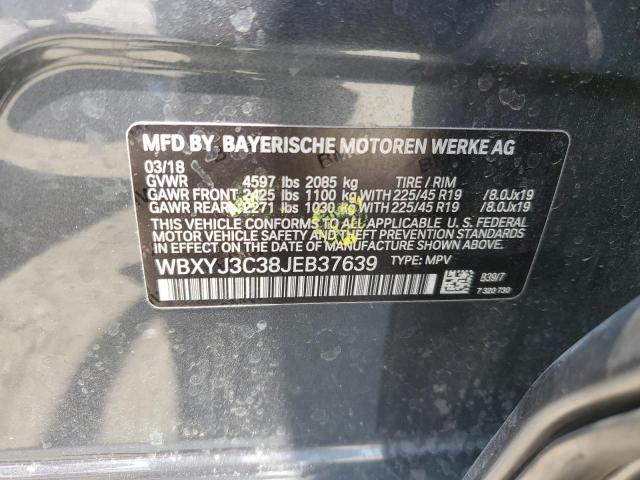 MFD BY BAYERISCHE MOTOREN WERKE AG
03/18
GVWR 4597 lbs 2085 kg TIRE / RIM
GAWR FRONT 2425 lbs 1100 kg WITH 225/45 R19 /8.0Jx19
GAWR REAR 2271 lbs 1030 kg WITH 225/45 R19 /8.0Jx19
THIS VEHICLE CONFORMS TO ALL APPLICABLE U.S. FEDERAL
MOTOR VEHICLE SAFETY AND THEFT PREVENTION STANDARDS
IN EFFECT ON THE DATE OF MANUFACTURE SHOWN ABOVE.
WBXYJ3C38JEB37639 TYPE: MPV
B39/7
7 320 730